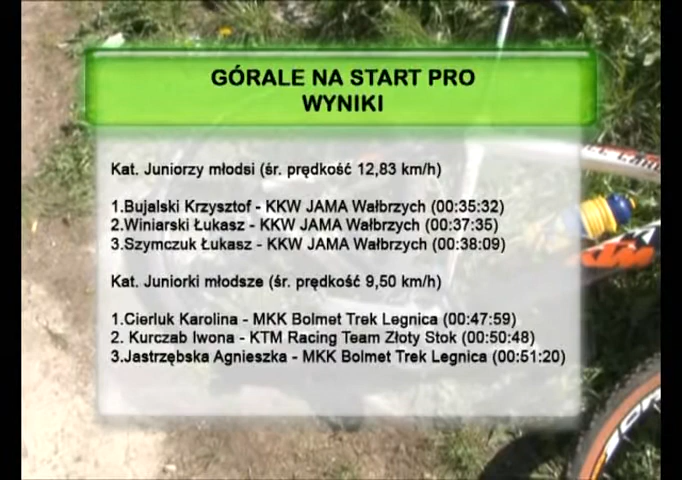 GÓRALE NA START PRO
WYNIKI
Kat. Juniorzy młodsi (śr. prędkość 12,83 km/h)
1.Bujalski Krzysztof - KKW JAMA Wałbrzych (00:35:32)
2.Winiarski Łukasz - KKW JAMA Wałbrzych (00:37:35)
3.Szymczuk Łukasz - KKW JAMA Wałbrzych (00:38:09)
Kat. Juniorki młodsze (śr. prędkość 9,50 km/h)
1.Cierluk Karolina - MKK Bolmet Trek Legnica (00:47:59)
2. Kurczab Iwona - KTM Racing Team Złoty Stok (00:50:48)
3.Jastrzębska Agnieszka - MKK Bolmet Trek Legnica (00:51:20)
KTM